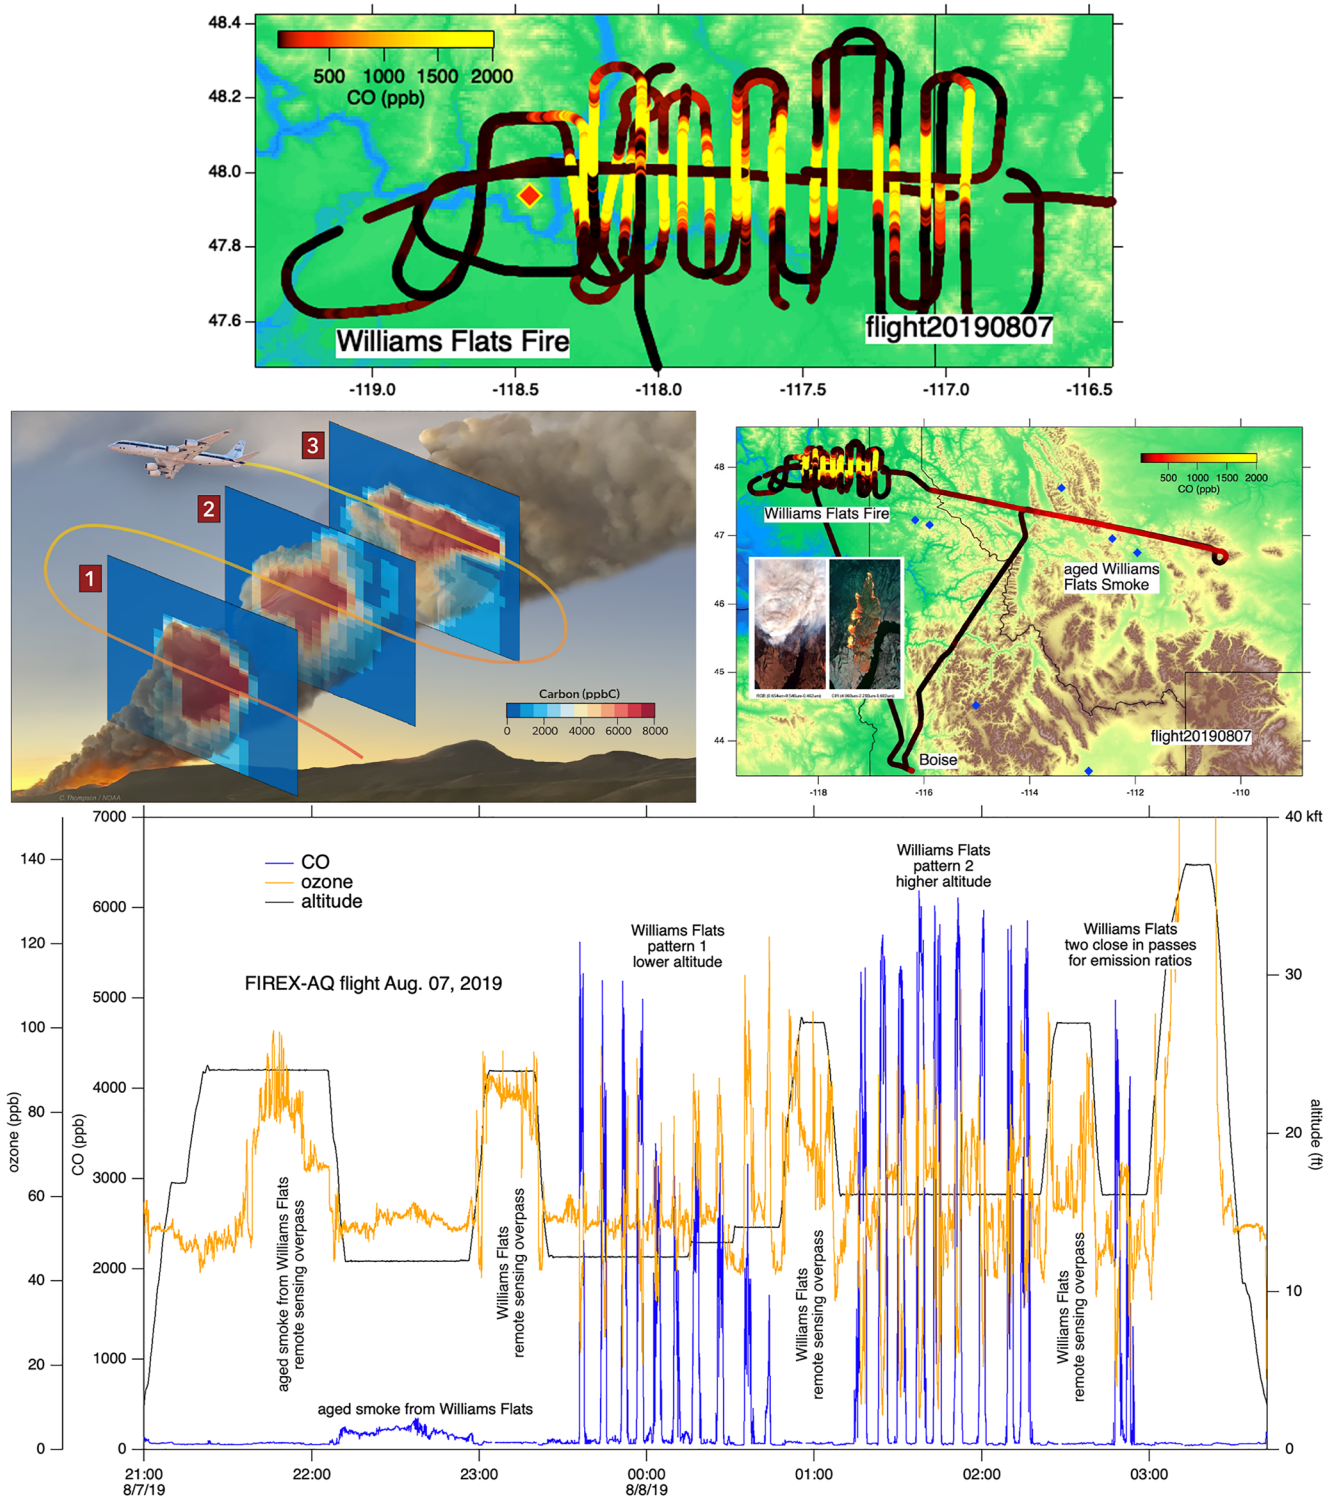 48.4
48.2
48.0
47.8
47.6
500 1000 1500 2000
CO (ppb)
Williams Flats Fire
flight20190807
-119.0 -118.5 -118.0 -117.5 -117.0 -116.5
1
2
3
Carbon (ppbC)
0 2000 4000 6000 8000
C. Thompson / NOAA
48
47
46
45
44
500 1000 1500 2000
CO (ppb)
Williams Flats Fire
aged Williams
Flats Smoke
flight20190807
Boise
-118 -116 -114 -112 -110
7000
6000
5000
4000
3000
2000
1000
0
CO (ppb)
140
120
100
80
60
40
20
0
ozone (ppb)
40 kft
30
20
10
0
altitude (ft)
CO
ozone
altitude
FIREX-AQ flight Aug. 07, 2019
Williams Flats
pattern 1
lower altitude
Williams Flats
pattern 2
higher altitude
Williams Flats
two close in passes
for emission ratios
aged smoke from Williams Flats
remote sensing overpass
Williams Flats
remote sensing overpass
Williams Flats
remote sensing overpass
Williams Flats
remote sensing overpass
aged smoke from Williams Flats
21:00 22:00 23:00 00:00 01:00 02:00 03:00
8/7/19 8/8/19